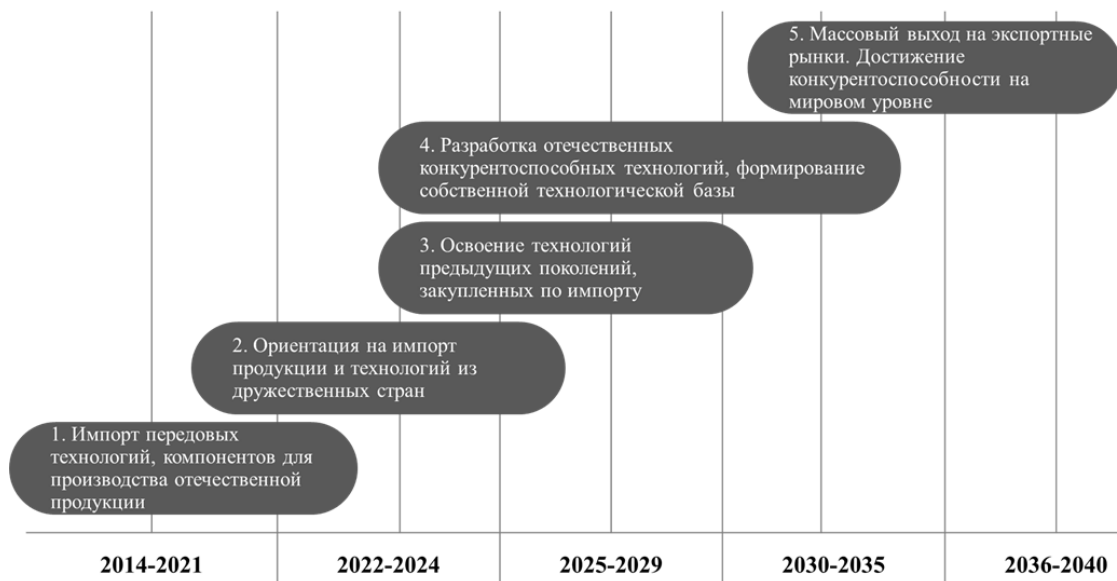 5. Массовый выход на экспортные
рынки. Достижение
конкурентоспособности на
мировом уровне
4. Разработка отечественных
конкурентоспособных технологий, формирование
собственной технологической базы
3. Освоение технологий
предыдущих поколений,
закупленных по импорту
2. Ориентация на импорт
продукции и технологий из
дружественных стран
1. Импорт передовых
технологий, компонентов для
производства отечественной
продукции
2014-2021
2022-2024
2025-2029
2030-2035
2036-2040